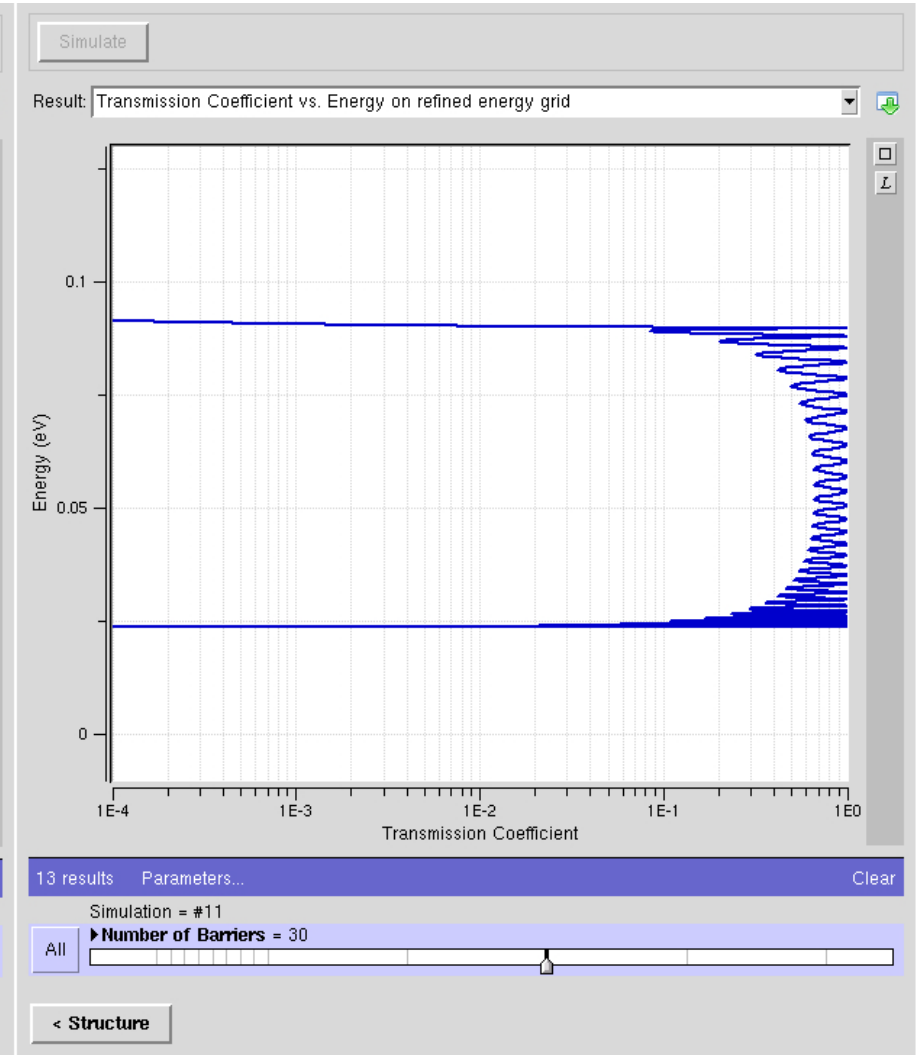 Simulate
Result: Transmission Coefficient vs. Energy on refined energy grid
L
0.1
0.05
0
Energy (eV)
1E-4 1E-3 1E-2 1E-1 1E0
Transmission Coefficient
13 results Parameters... Clear
Simulation = #11
All
Number of Barriers = 30
< Structure